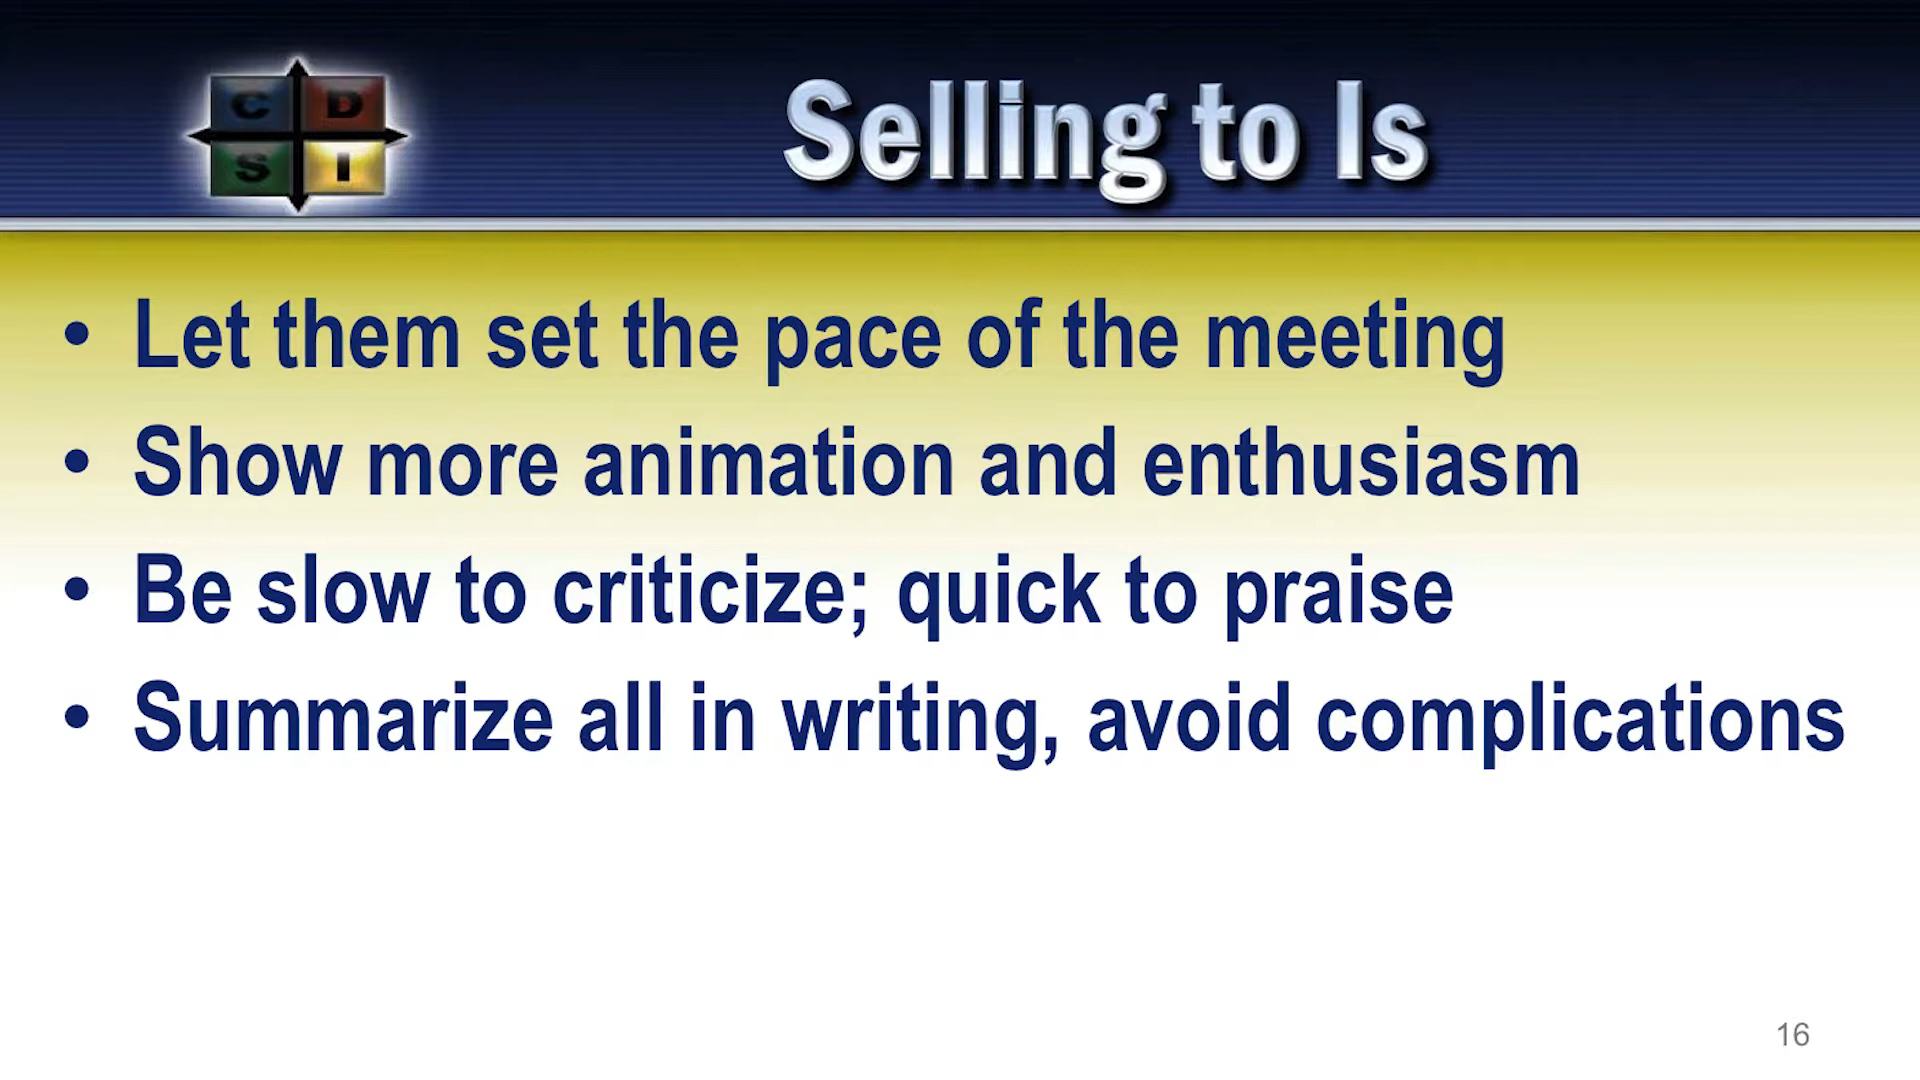 C D
S I
Selling to Is
• Let them set the pace of the meeting
• Show more animation and enthusiasm
• Be slow to criticize; quick to praise
• Summarize all in writing, avoid complications
16